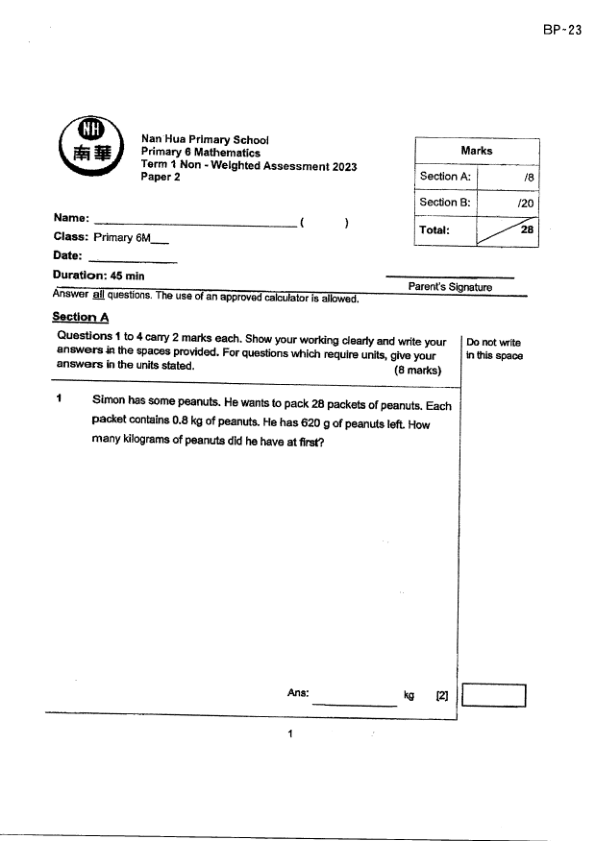 BP-23
NH
南華
Nan Hua Primary School
Primary 6 Mathematics
Term 1 Non - Weighted Assessment 2023
Paper 2
Marks
Section A: /8
Section B: /20
Total: 28
Name: ______________________ ( )
Class: Primary 6M___
Date: ______________
Duration: 45 min
Parent's Signature
Answer all questions. The use of an approved calculator is allowed.
Section A
Questions 1 to 4 carry 2 marks each. Show your working clearly and write your
answers in the spaces provided. For questions which require units, give your
answers in the units stated. (8 marks)
Do not write
in this space
1 Simon has some peanuts. He wants to pack 28 packets of peanuts. Each
packet contains 0.8 kg of peanuts. He has 620 g of peanuts left. How
many kilograms of peanuts did he have at first?
Ans: ______________ kg [2]
1